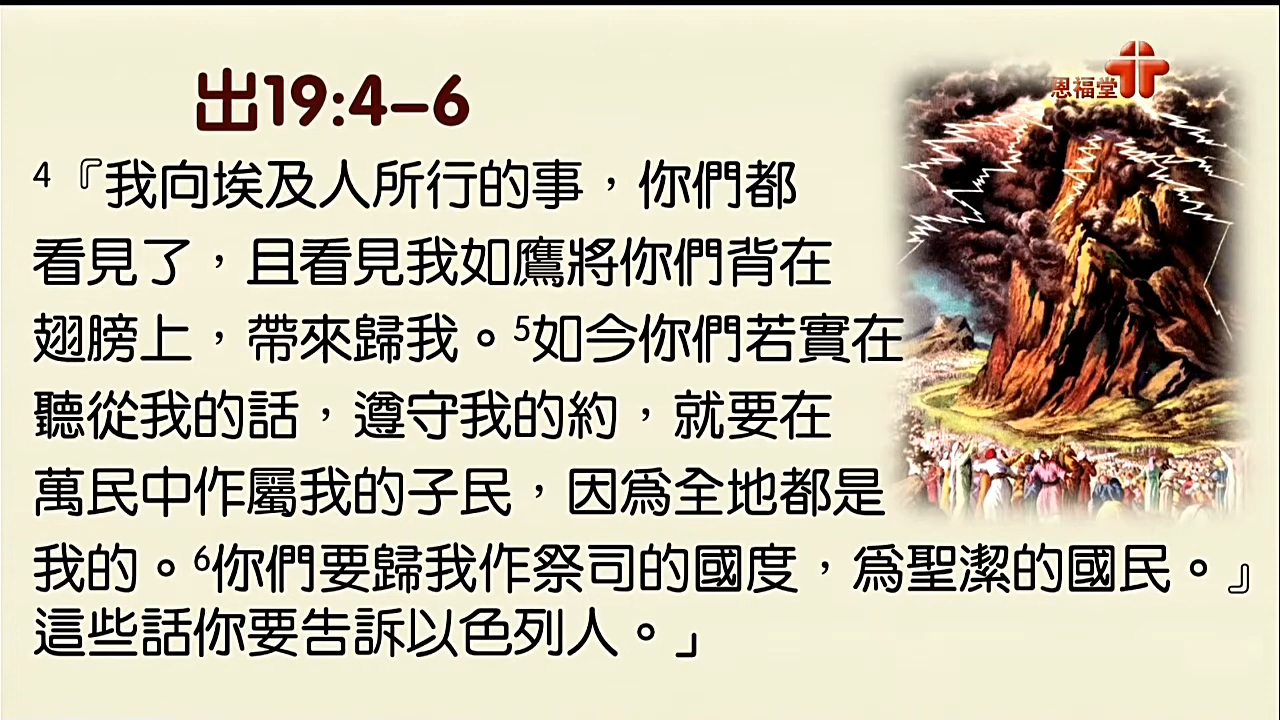 恩福堂
出19:4–6
4『我向埃及人所行的事，你們都
看見了，且看見我如鷹將你們背在
翅膀上，帶來歸我。5如今你們若實在
聽從我的話，遵守我的約，就要在
萬民中作屬我的子民，因爲全地都是
我的。6你們要歸我作祭司的國度，爲聖潔的國民。』
這些話你要告訴以色列人。」